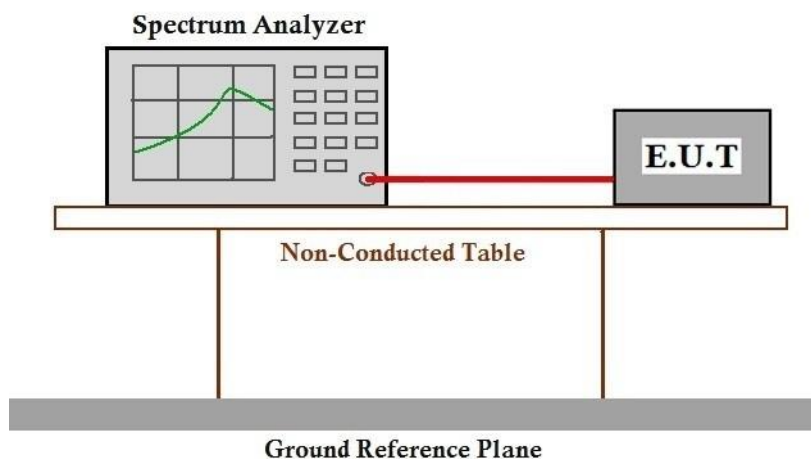 Spectrum Analyzer
E.U.T
Non-Conducted Table
Ground Reference Plane